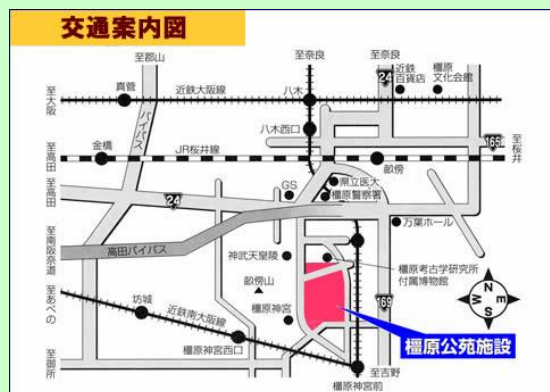 交通案内図
至郡山
至奈良
至奈良
24
近鉄
百貨店
橿原
文化会館
至大阪
真菅
近鉄大阪線
八木
バイパス
八木西口
165
至桜井
金橋
JR桜井線
畝傍
至高田
至高田
24
GS
県立医大
橿原警察署
万葉ホール
至南阪奈道
高田バイパス
神武天皇陵
橿原考古学研究所
付属博物館
畝傍山
至あべの
坊城
近鉄南大阪線
橿原神宮
169
N
W
E
S
橿原公苑施設
橿原神宮西口
至御所
至吉野
橿原神宮前